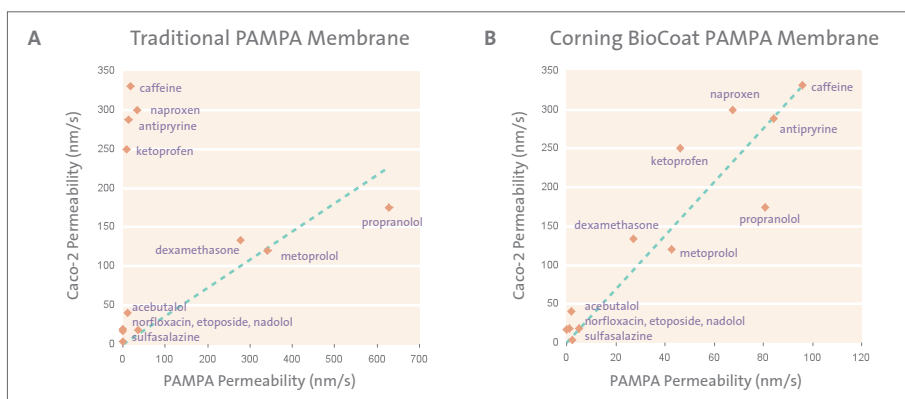 A Traditional PAMPA Membrane
350
300
250
200
150
100
50
0
Caco-2 Permeability (nm/s)
caffeine
naproxen
antipyrine
ketoprofen
propranolol
dexamethasone
metoprolol
acebutalol
norfloxacin, etoposide, nadolol
sulfasalazine
0 100 200 300 400 500 600 700
PAMPA Permeability (nm/s)
B Corning BioCoat PAMPA Membrane
350
300
250
200
150
100
50
0
Caco-2 Permeability (nm/s)
caffeine
naproxen
antipyrine
ketoprofen
propranolol
dexamethasone
metoprolol
acebutalol
norfloxacin, etoposide, nadolol
sulfasalazine
0 20 40 60 80 100 120
PAMPA Permeability (nm/s)